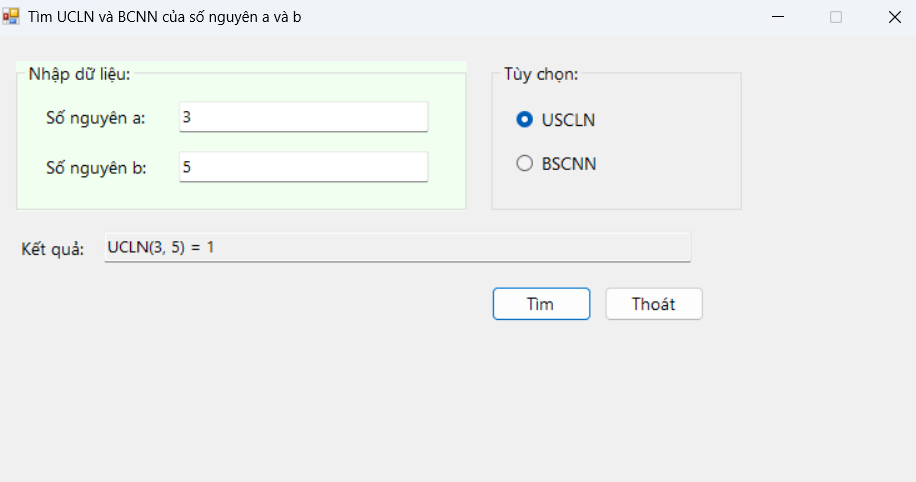 Tìm UCLN và BCNN của số nguyên a và b
Nhập dữ liệu:
Số nguyên a: 3
Số nguyên b: 5
Tùy chọn:
USCLN
BSCNN
Kết quả: UCLN(3, 5) = 1
Tìm Thoát